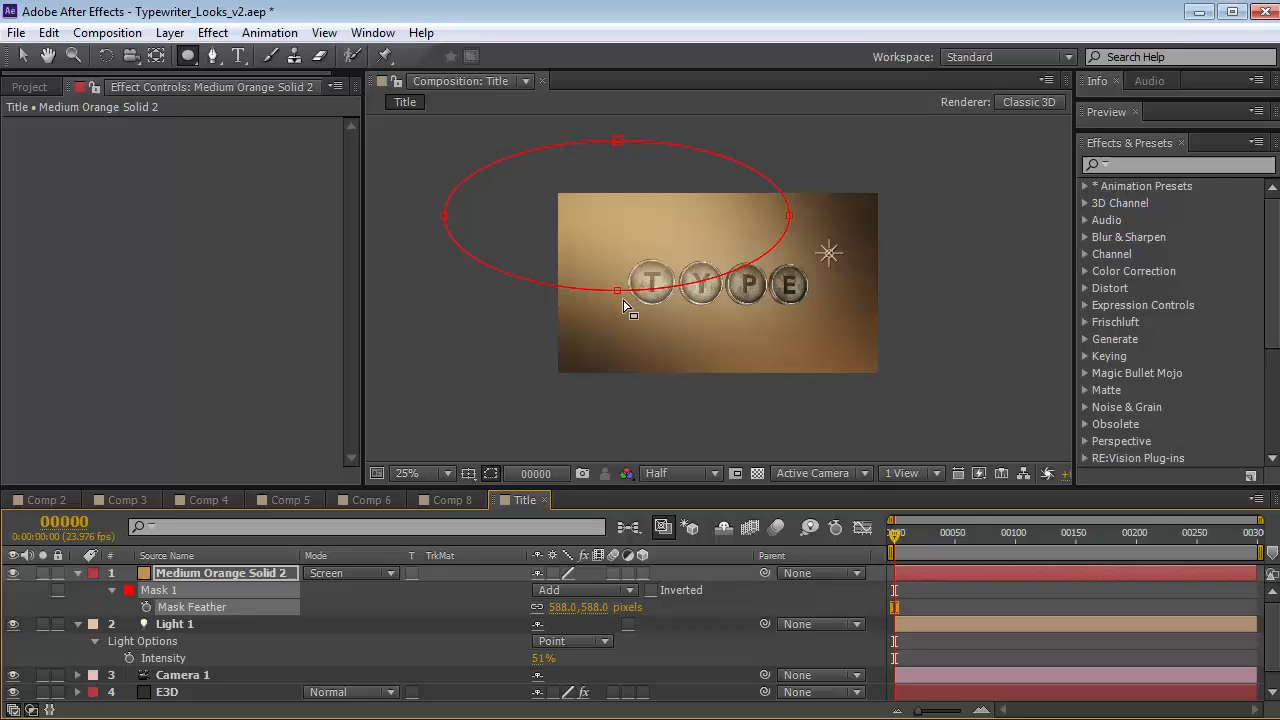 Ae Adobe After Effects - Typewriter_Looks_v2.aep *
File Edit Composition Layer Effect Animation View Window Help
Workspace: Standard Search Help
Project Effect Controls: Medium Orange Solid 2 Composition: Title Info Audio
Title • Medium Orange Solid 2
Title Renderer: Classic 3D
Preview
Effects & Presets
* Animation Presets
3D Channel
Audio
Blur & Sharpen
Channel
Color Correction
Distort
Expression Controls
Frischluft
Generate
Keying
Magic Bullet Mojo
Matte
Noise & Grain
Obsolete
Perspective
RE:Vision Plug-ins
T Y P E
25% 00000 Half Active Camera 1 View
Comp 2 Comp 3 Comp 4 Comp 5 Comp 6 Comp 8 Title
00000
0:00:00:00 (23.976 fps)
00050 00100 00150 00200 00250 0030
# Source Name Mode T TrkMat Parent
1 Medium Orange Solid 2 Screen None
Mask 1 Add Inverted
Mask Feather 588.0,588.0 pixels
2 Light 1 None
Light Options Point
Intensity 51%
3 Camera 1 None
4 E3D Normal None